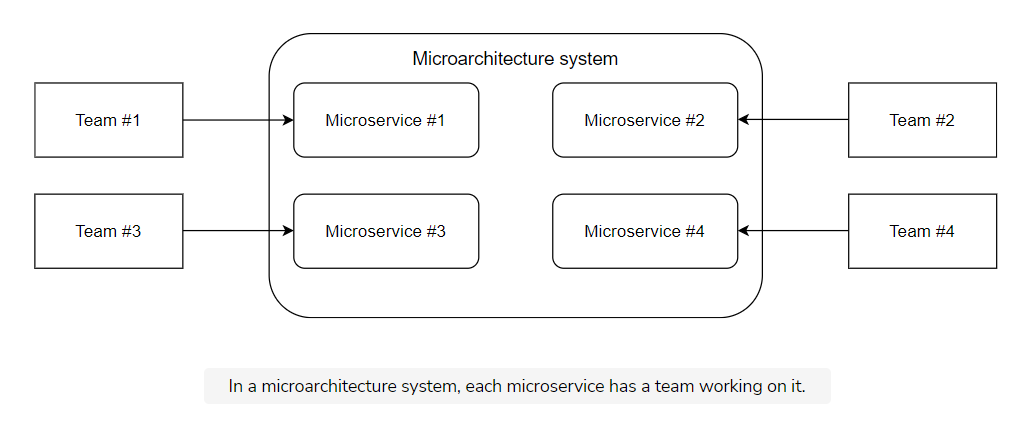 Microarchitecture system
Team #1
Microservice #1
Microservice #2
Team #2
Team #3
Microservice #3
Microservice #4
Team #4
In a microarchitecture system, each microservice has a team working on it.